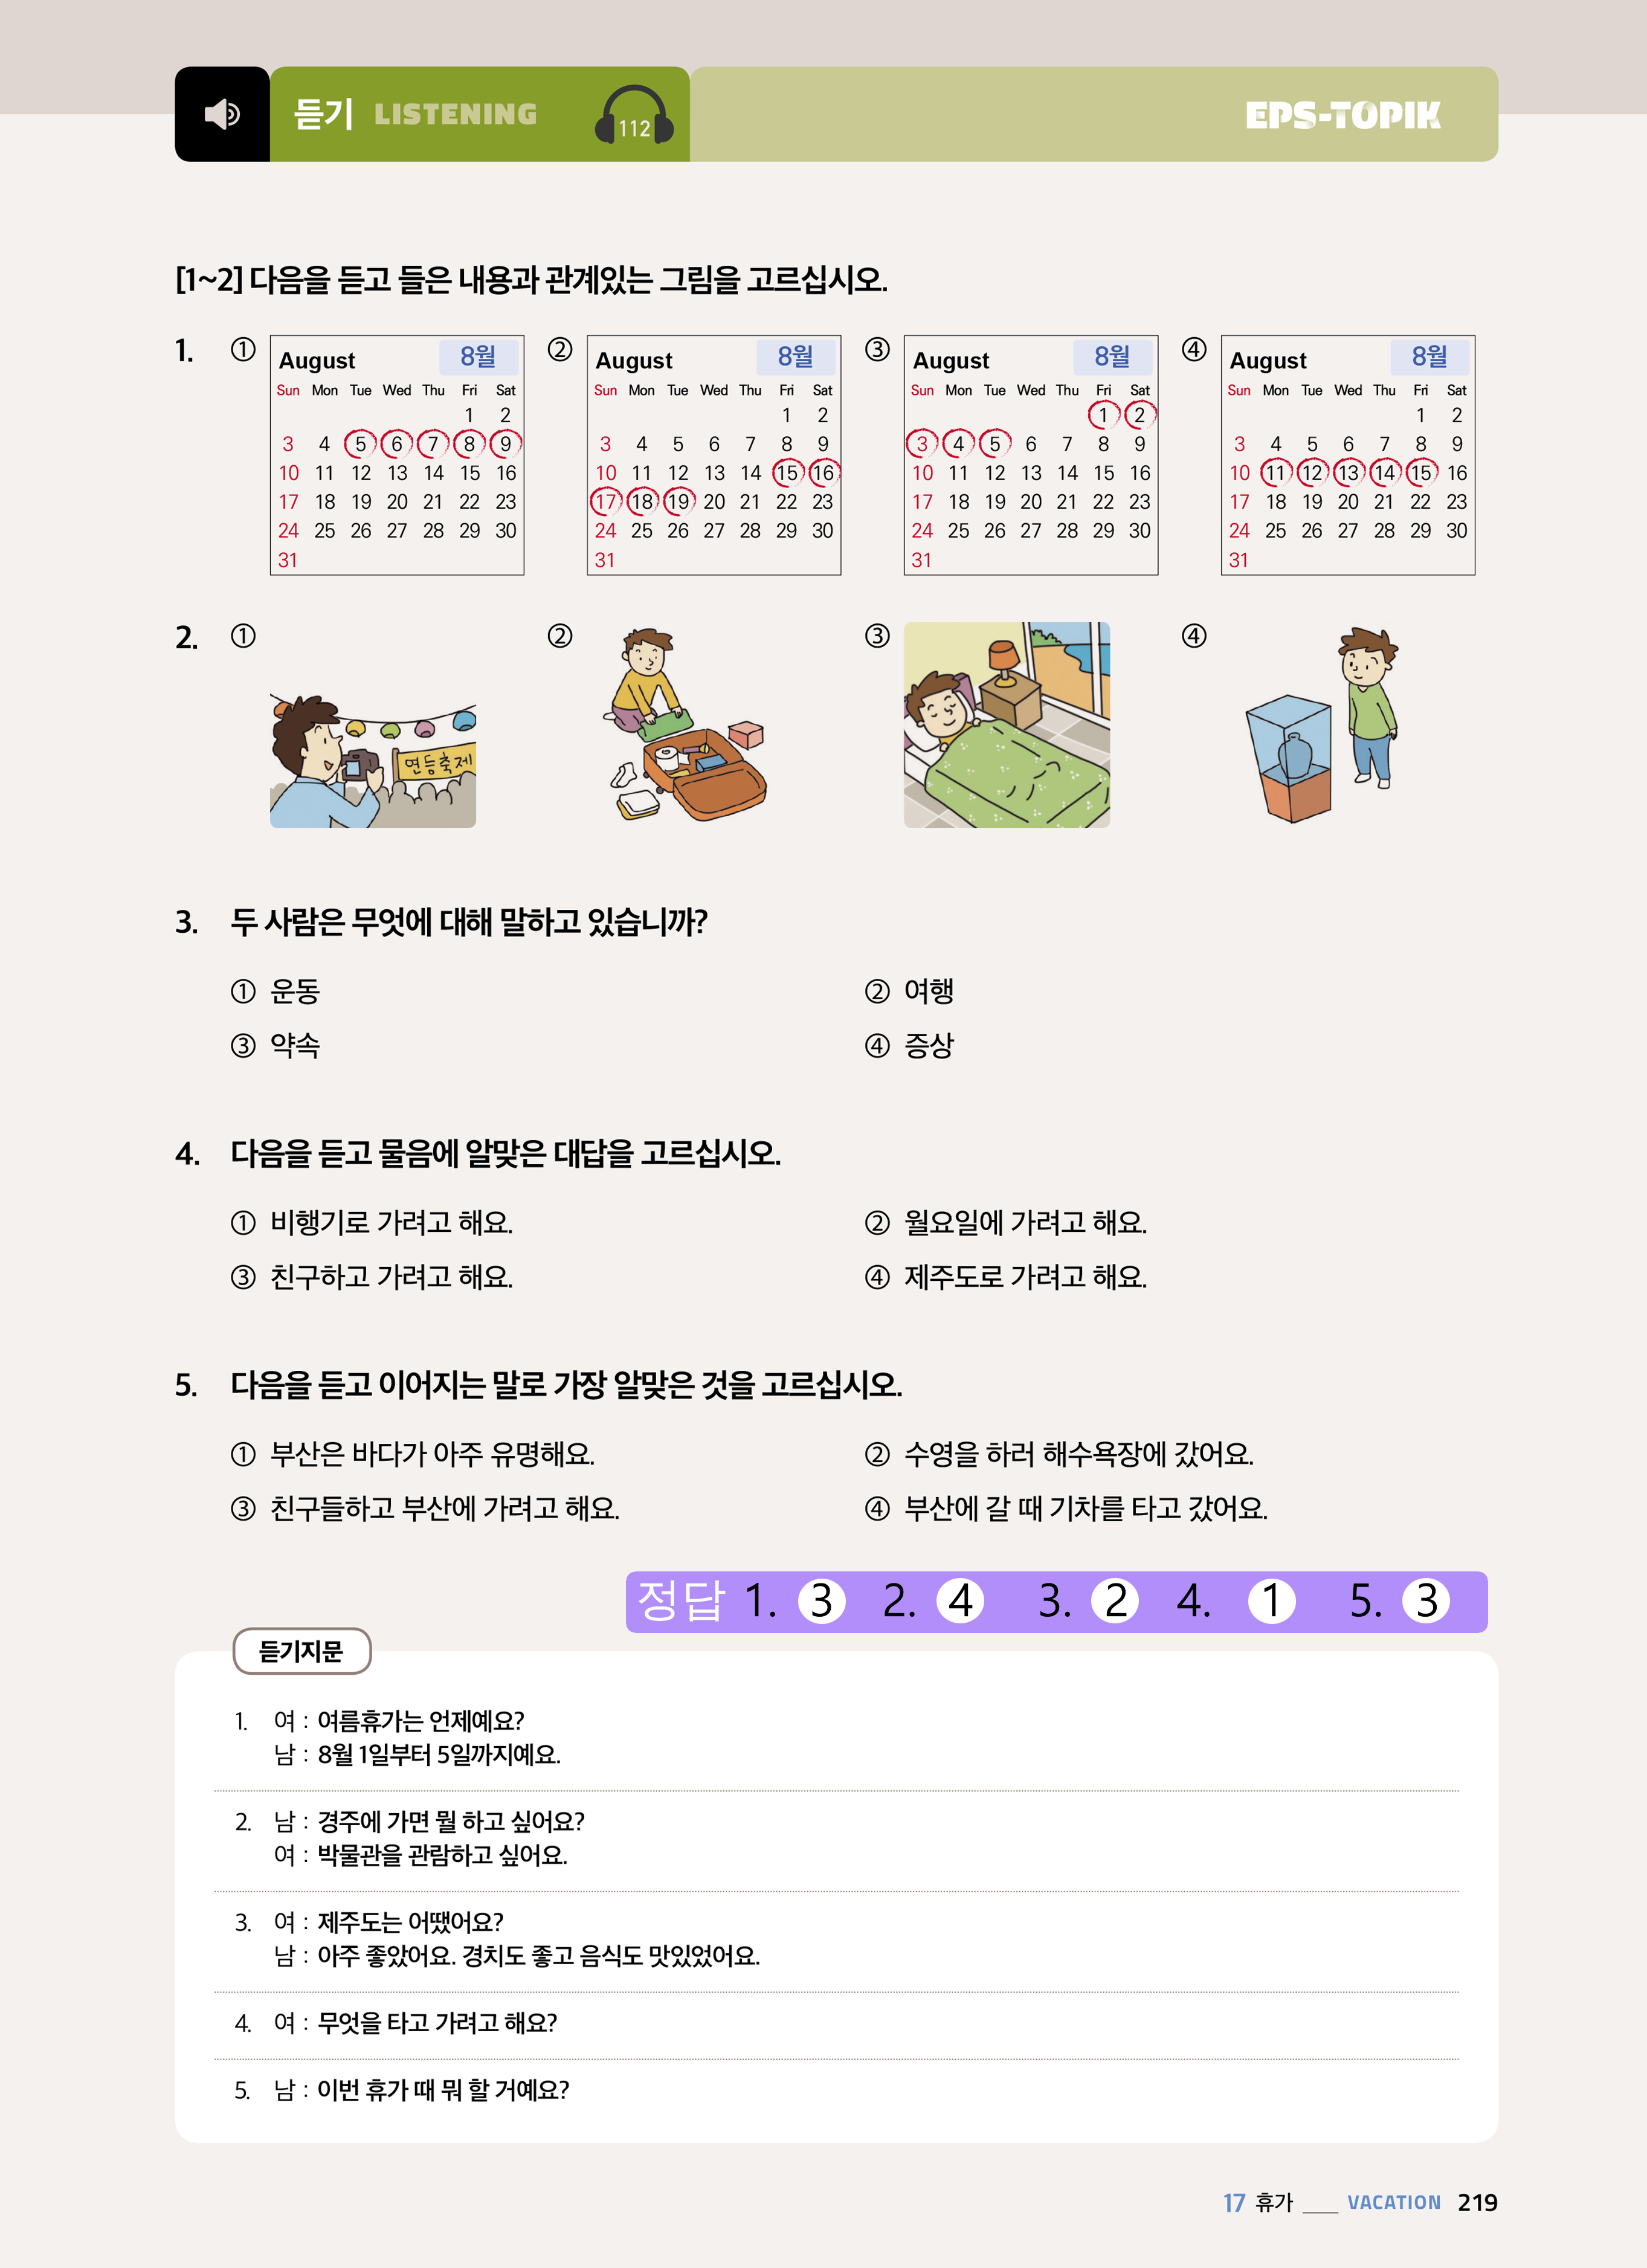 듣기 LISTENING 112 EPS-TOPIK
[1~2] 다음을 듣고 들은 내용과 관계있는 그림을 고르십시오.
1.
①
August 8월
Sun Mon Tue Wed Thu Fri Sat
1 2
3 4 5 6 7 8 9
10 11 12 13 14 15 16
17 18 19 20 21 22 23
24 25 26 27 28 29 30
31
②
August 8월
Sun Mon Tue Wed Thu Fri Sat
1 2
3 4 5 6 7 8 9
10 11 12 13 14 15 16
17 18 19 20 21 22 23
24 25 26 27 28 29 30
31
③
August 8월
Sun Mon Tue Wed Thu Fri Sat
1 2
3 4 5 6 7 8 9
10 11 12 13 14 15 16
17 18 19 20 21 22 23
24 25 26 27 28 29 30
31
④
August 8월
Sun Mon Tue Wed Thu Fri Sat
1 2
3 4 5 6 7 8 9
10 11 12 13 14 15 16
17 18 19 20 21 22 23
24 25 26 27 28 29 30
31
2. ① ② ③ ④
연등축제
3. 두 사람은 무엇에 대해 말하고 있습니까?
① 운동 ② 여행
③ 약속 ④ 증상
4. 다음을 듣고 물음에 알맞은 대답을 고르십시오.
① 비행기로 가려고 해요. ② 월요일에 가려고 해요.
③ 친구하고 가려고 해요. ④ 제주도로 가려고 해요.
5. 다음을 듣고 이어지는 말로 가장 알맞은 것을 고르십시오.
① 부산은 바다가 아주 유명해요. ② 수영을 하러 해수욕장에 갔어요.
③ 친구들하고 부산에 가려고 해요. ④ 부산에 갈 때 기차를 타고 갔어요.
정답 1. 3 2. 4 3. 2 4. 1 5. 3
듣기지문
1. 여 : 여름휴가는 언제예요?
남 : 8월 1일부터 5일까지예요.
2. 남 : 경주에 가면 뭘 하고 싶어요?
여 : 박물관을 관람하고 싶어요.
3. 여 : 제주도는 어땠어요?
남 : 아주 좋았어요. 경치도 좋고 음식도 맛있었어요.
4. 여 : 무엇을 타고 가려고 해요?
5. 남 : 이번 휴가 때 뭐 할 거예요?
17 휴가 ___ VACATION 219